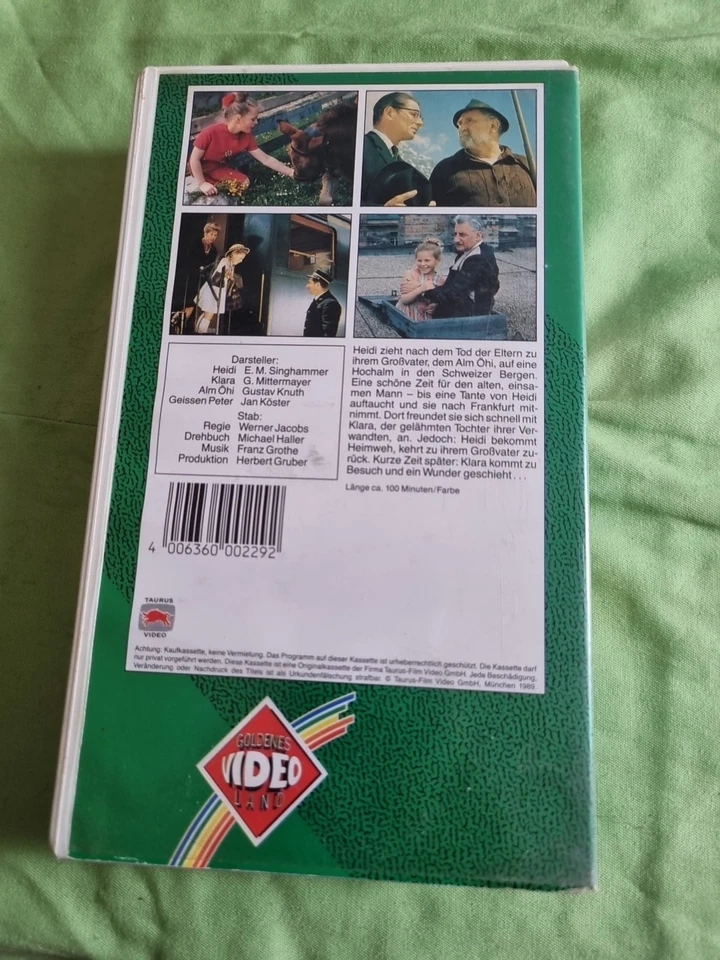 Darsteller:
Heidi E. M. Singhammer
Klara G. Mittermayer
Alm Öhi Gustav Knuth
Geissen Peter Jan Köster
Stab:
Regie Werner Jacobs
Drehbuch Michael Haller
Musik Franz Grothe
Produktion Herbert Gruber
Heidi zieht nach dem Tod der Eltern zu
ihrem Großvater, dem Alm Öhi, auf eine
Hochalm in den Schweizer Bergen.
Eine schöne Zeit für den alten, einsa-
men Mann – bis eine Tante von Heidi
auftaucht und sie nach Frankfurt mit-
nimmt. Dort freundet sie sich schnell mit
Klara, der gelähmten Tochter ihrer Ver-
wandten, an. Jedoch: Heidi bekommt
Heimweh, kehrt zu ihrem Großvater zu-
rück. Kurze Zeit später: Klara kommt zu
Besuch und ein Wunder geschieht . . .
Länge ca. 100 Minuten/Farbe
4 006360 002292
TAURUS
VIDEO
Achtung: Kaufkassette, keine Vermietung. Das Programm auf dieser Kassette ist urheberrechtlich geschützt. Die Kassette darf
nur privat vorgeführt werden. Diese Kassette ist eine Originalkassette der Firma Taurus-Film Video GmbH. Jede Beschädigung,
Veränderung oder Nachdruck des Titels ist als Urkundenfälschung strafbar. © Taurus-Film Video GmbH, München 1989
GOLDENES
VIDEO
LAND